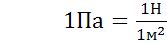 1Па = 1Н/1м²